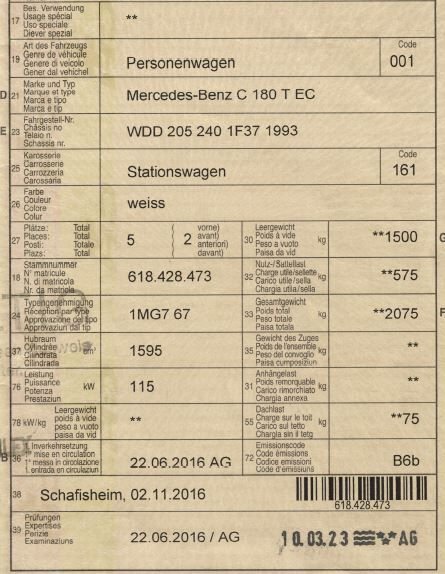 17 Bes. Verwendung
Usage spécial
Uso speciale
Diever spezial
**
19 Art des Fahrzeugs
Genre de véhicule
Genere di veicolo
Gener dal vehichel
Personenwagen
Code
001
D 21 Marke und Typ
Marque et type
Marca e tipo
Marca e tip
Mercedes-Benz C 180 T EC
E 23 Fahrgestell-Nr.
Châssis no
Telaio n.
Schassis nr.
WDD 205 240 1F37 1993
25 Karosserie
Carrosserie
Carrozzeria
Carossaria
Stationswagen
Code
161
26 Farbe
Couleur
Colore
Colur
weiss
27 Plätze: Total
Places: Total
Posti: Totale
Plazs: Total
5 ( 2 vorne)
avant)
anteriori)
davant)
30 Leergewicht
Poids à vide
Peso a vuoto
Paisa da vid
kg **1500 G
18 Stammnummer
N° matricule
N. di matricola
Nr. da matricla
618.428.473
32 Nutz-/Sattellast
Charge utile/sellette
Carico utile/sella
Chargia utila/sella
kg **575
24 Typengenehmigung
Réception par type
Approvazione del tipo
Approvaziun dal tip
1MG7 67
33 Gesamtgewicht
Poids total
Peso totale
Paisa totala
kg **2075 F
37 Hubraum
Cylindrée
Cilindrata
Cilindrada
cm³ 1595
35 Gewicht des Zuges
Poids de l'ensemble
Peso del convoglio
Paisa cumposiziun
kg **
76 Leistung
Puissance
Potenza
Prestaziun
kW 115
31 Anhängelast
Poids remorquable
Carico rimorchiato
Chargia annexa
kg **
78 kW/kg Leergewicht
poids à vide
peso a vuoto
paisa da vid
**
55 Dachlast
Charge sur le toit
Carico sul tetto
Chargia sin il tetg
kg **75
B 36 1. Inverkehrsetzung
1re mise en circulation
1a messa in circolazione
1. entrada en circulaziun
22.06.2016 AG
72 Emissionscode
Code émissions
Codice emissioni
Code d'emissiuns
B6b
38 Schafisheim, 02.11.2016
618.428.473
39 Prüfungen
Expertises
Perizie
Examinaziuns
22.06.2016 / AG
10.03.23 ** AG